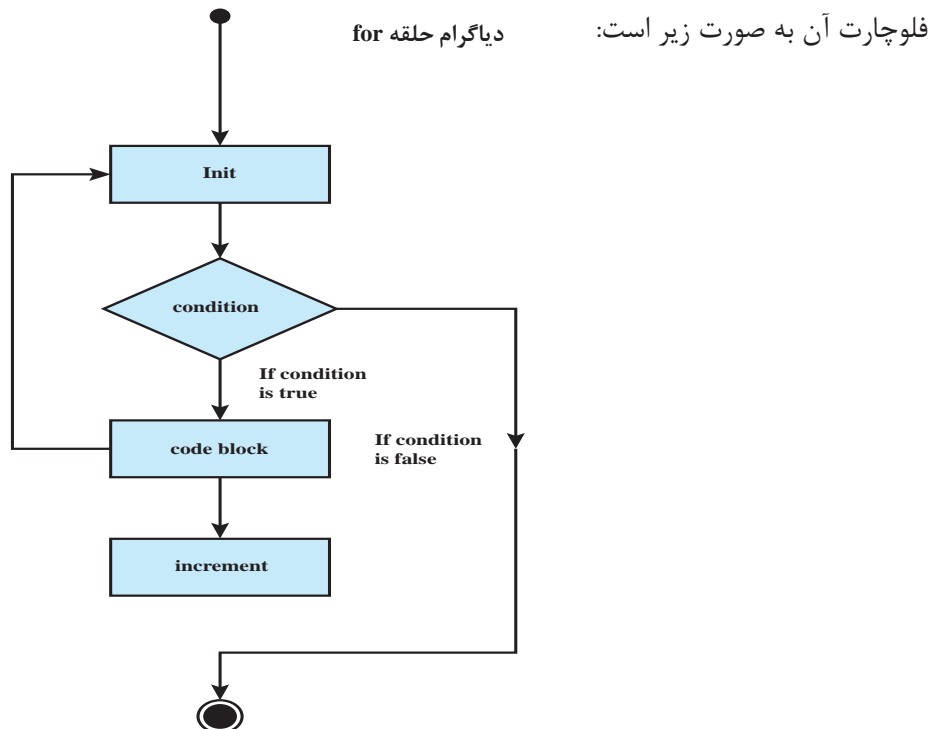 فلوچارت آن به صورت زیر است:
دیاگرام حلقه for
Init
condition
If condition
is true
code block
If condition
is false
increment